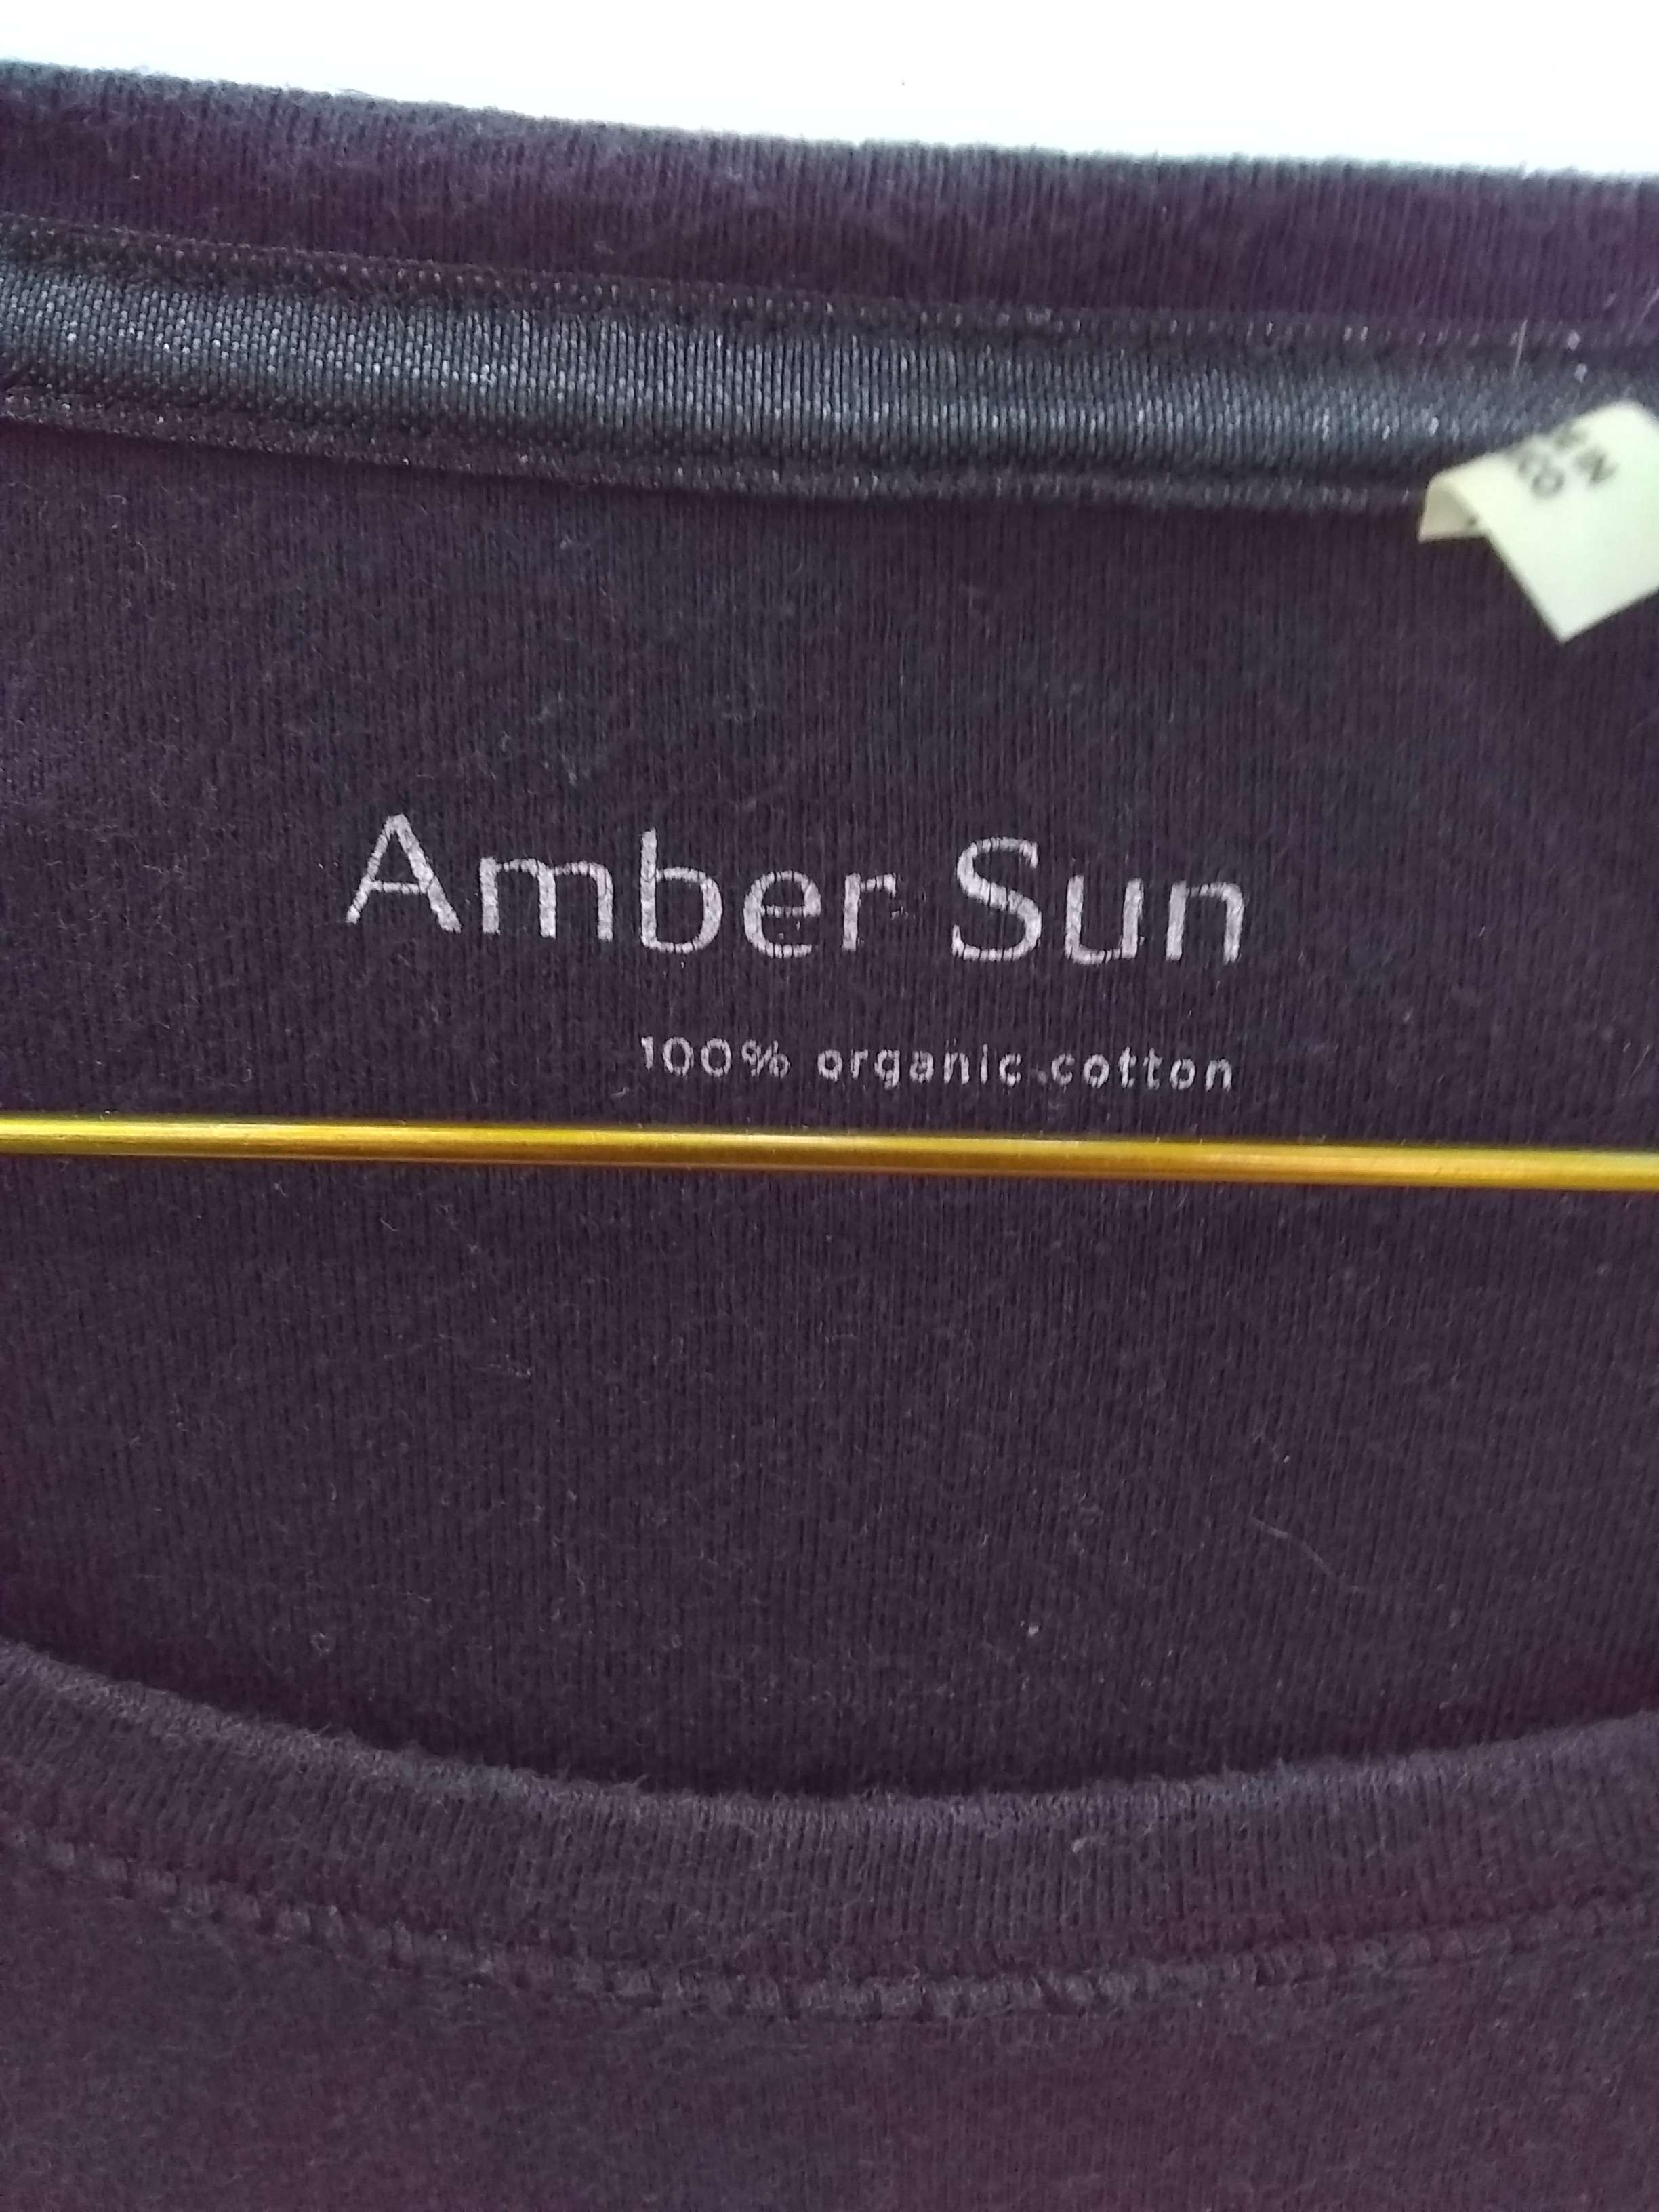 Amber Sun
100% organic cotton